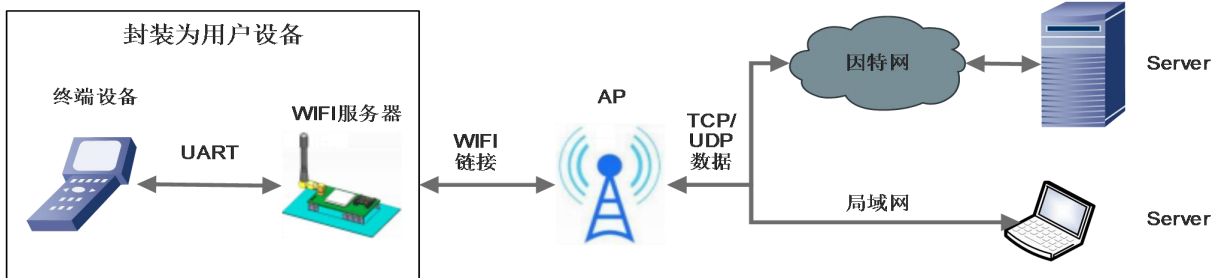 封装为用户设备
终端设备
WIFI服务器
UART
WIFI
链接
AP
TCP/
UDP
数据
因特网
Server
局域网
Server